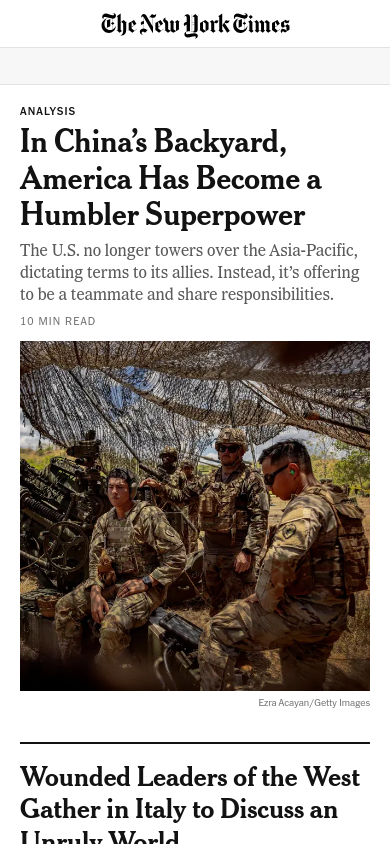 The New York Times
ANALYSIS
In China’s Backyard,
America Has Become a
Humbler Superpower
The U.S. no longer towers over the Asia-Pacific,
dictating terms to its allies. Instead, it’s offering
to be a teammate and share responsibilities.
10 MIN READ
Ezra Acayan/Getty Images
Wounded Leaders of the West
Gather in Italy to Discuss an
Unruly World